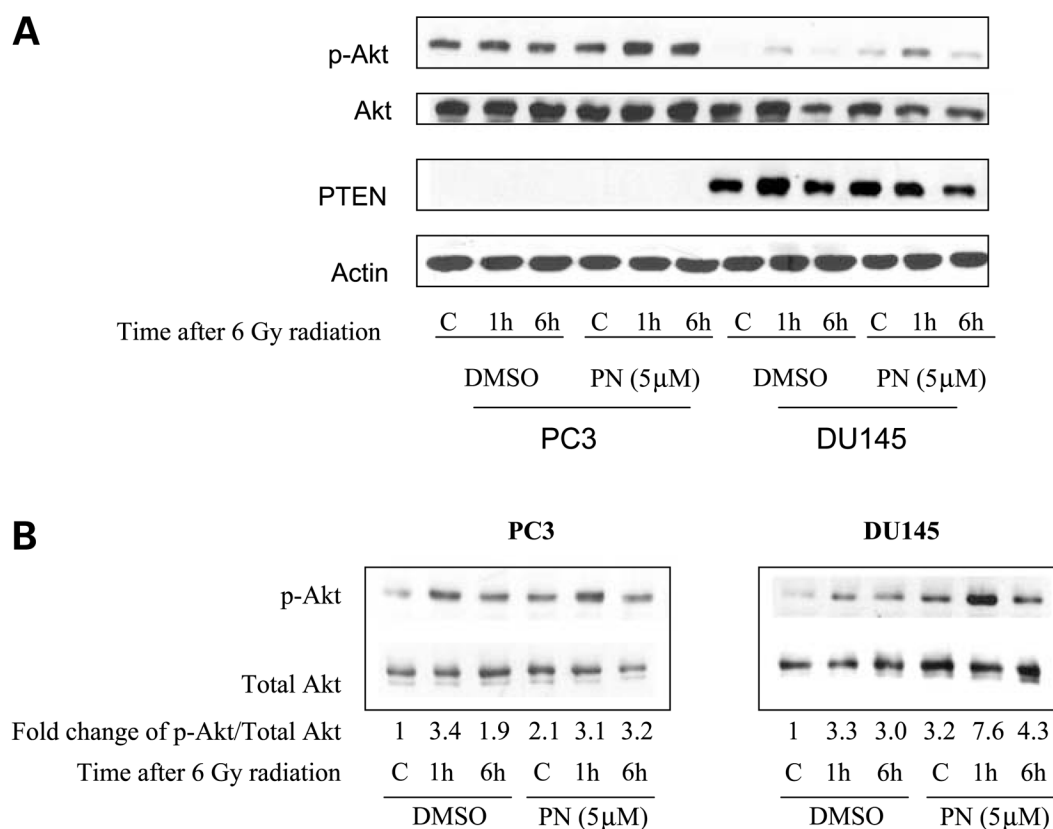 A
p-Akt
Akt
PTEN
Actin
Time after 6 Gy radiation C 1h 6h C 1h 6h C 1h 6h C 1h 6h
DMSO PN (5μM) DMSO PN (5μM)
PC3 DU145
B PC3 DU145
p-Akt
Total Akt
Fold change of p-Akt/Total Akt 1 3.4 1.9 2.1 3.1 3.2 1 3.3 3.0 3.2 7.6 4.3
Time after 6 Gy radiation C 1h 6h C 1h 6h C 1h 6h C 1h 6h
DMSO PN (5μM) DMSO PN (5μM)